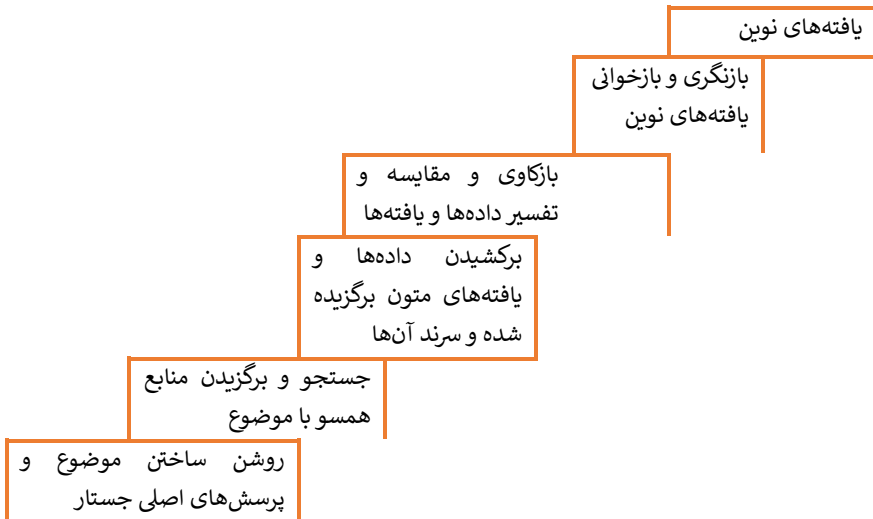 یافته‌های نوین
بازنگری و بازخوانی
یافته‌های نوین
بازکاوی و مقایسه و
تفسیر داده‌ها و یافته‌ها
برکشیدن داده‌ها و
یافته‌های متون برگزیده
شده و سرند آن‌ها
جستجو و برگزیدن منابع
همسو با موضوع
روشن ساختن موضوع و
پرسش‌های اصلی جستار